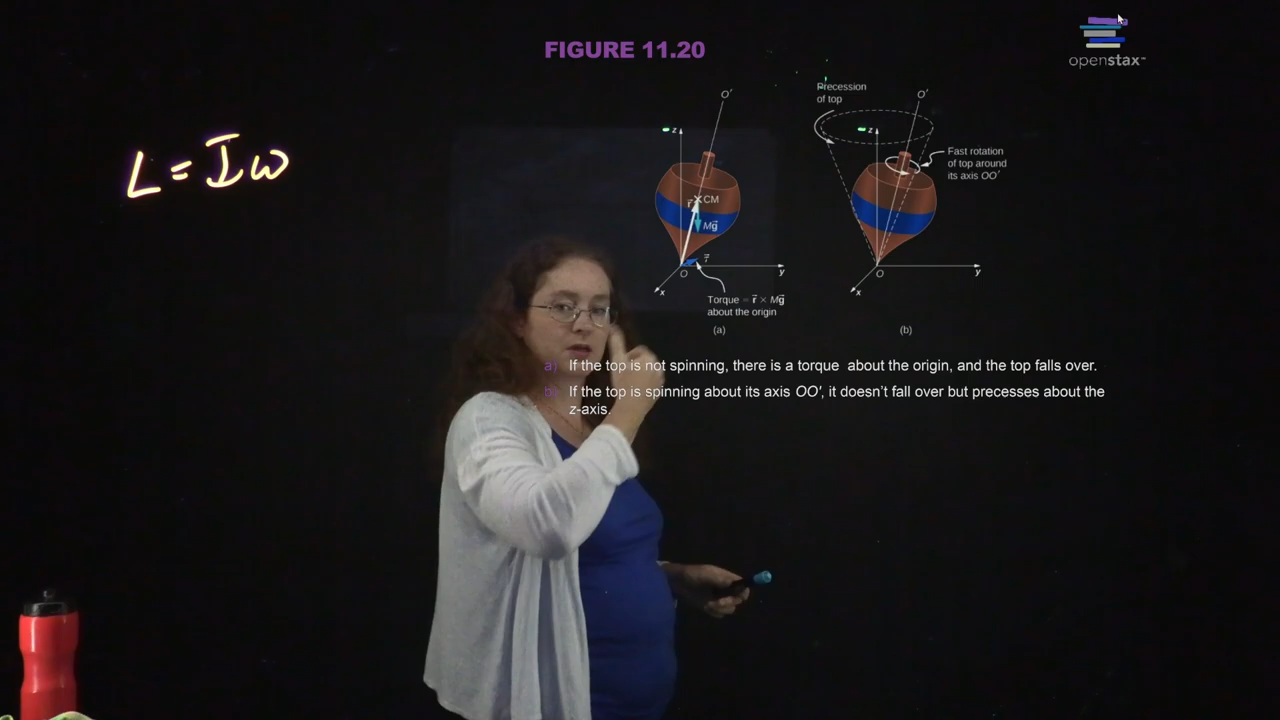 FIGURE 11.20
openstax™
L = Iω
O′
z
CM
r⃗
Mg⃗
τ⃗
O
y
x
Torque = r⃗ × Mg⃗
about the origin
(a)
Precession
of top
O′
z
Fast rotation
of top around
its axis OO′
O
y
x
(b)
a) If the top is not spinning, there is a torque about the origin, and the top falls over.
b) If the top is spinning about its axis OO′, it doesn't fall over but precesses about the
z-axis.